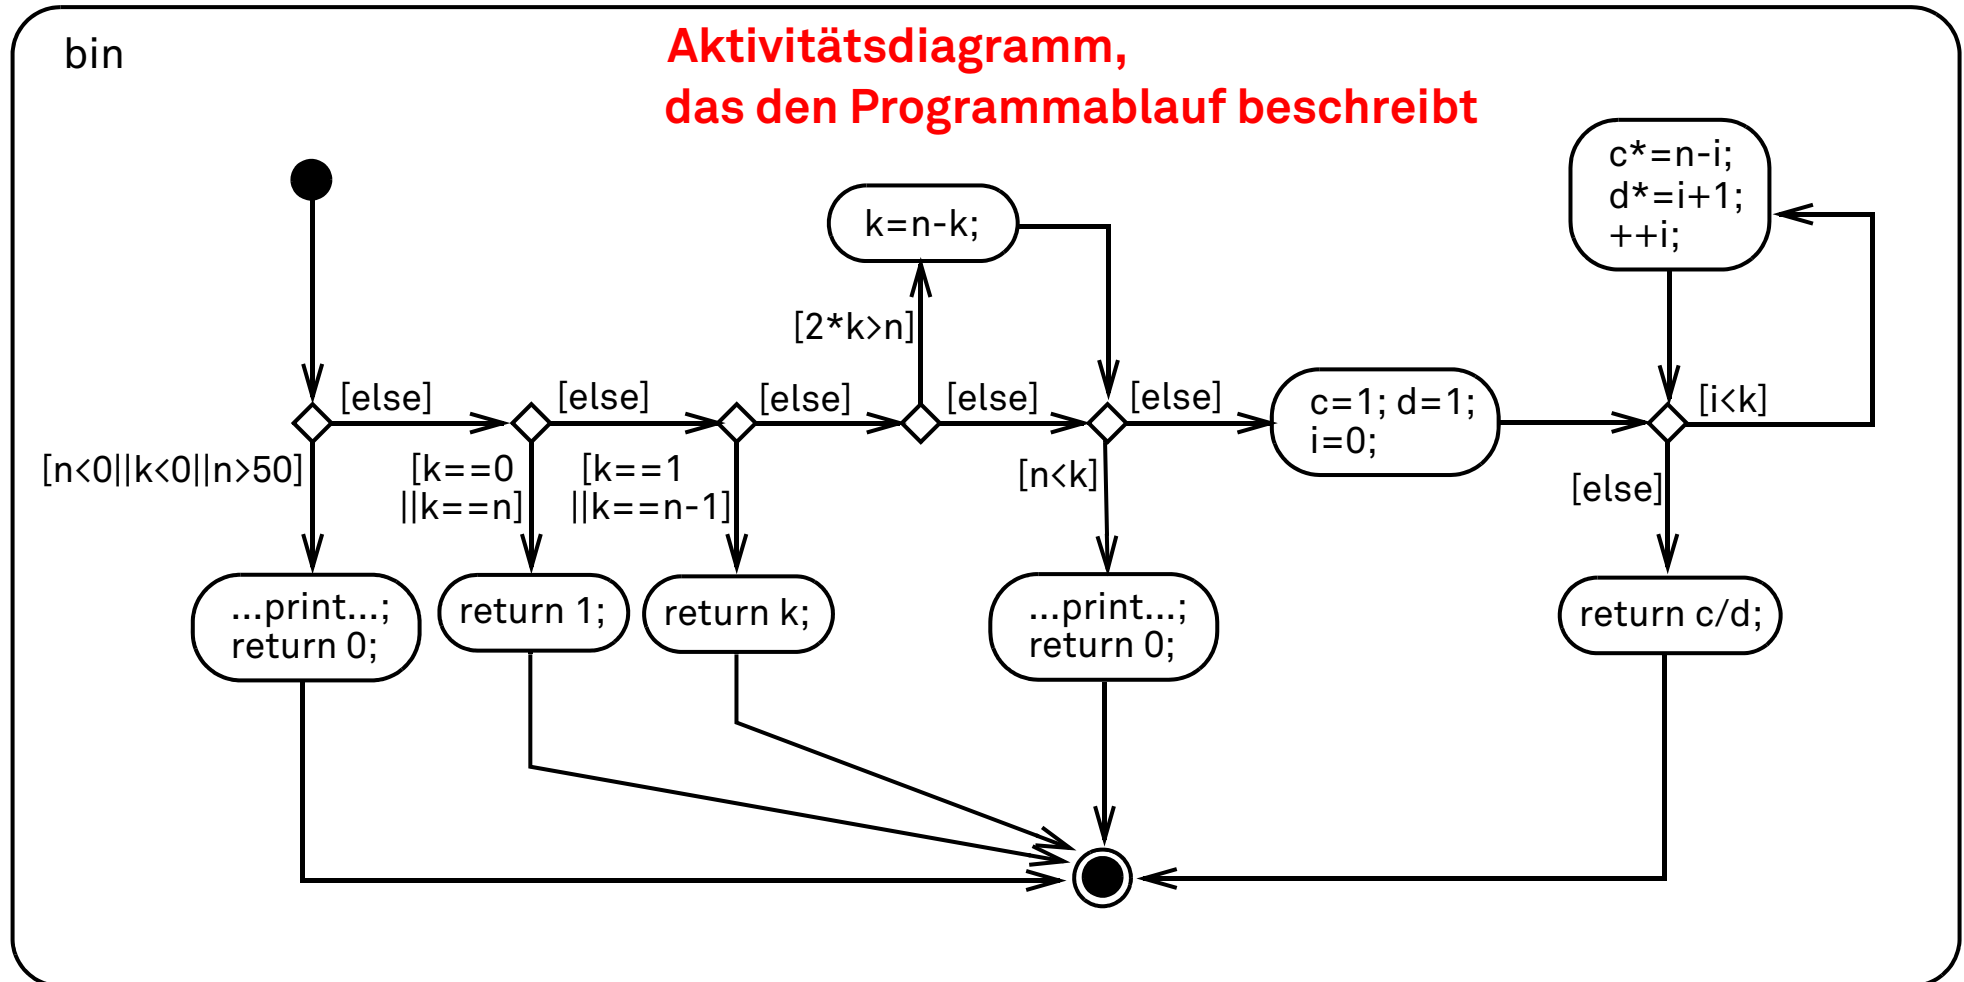 bin
Aktivitätsdiagramm,
das den Programmablauf beschreibt
c*=n-i;
d*=i+1;
++i;
k=n-k;
[2*k>n]
[else]
[else]
[else]
[else]
[else]
c=1; d=1;
i=0;
[i<k]
[n<0||k<0||n>50]
[k==0
||k==n]
[k==1
||k==n-1]
[n<k]
[else]
...print...;
return 0;
return 1;
return k;
...print...;
return 0;
return c/d;